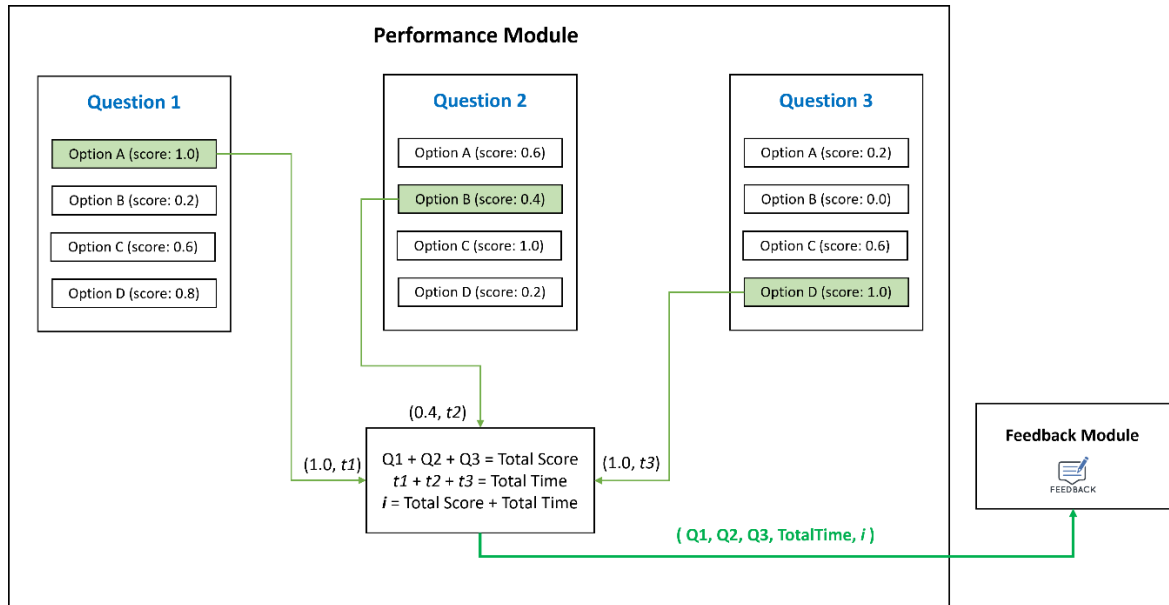 Performance Module
Question 1
Option A (score: 1.0)
Option B (score: 0.2)
Option C (score: 0.6)
Option D (score: 0.8)
Question 2
Option A (score: 0.6)
Option B (score: 0.4)
Option C (score: 1.0)
Option D (score: 0.2)
Question 3
Option A (score: 0.2)
Option B (score: 0.0)
Option C (score: 0.6)
Option D (score: 1.0)
(0.4, t2)
(1.0, t1)
(1.0, t3)
Q1 + Q2 + Q3 = Total Score
t1 + t2 + t3 = Total Time
i = Total Score + Total Time
( Q1, Q2, Q3, TotalTime, i )
Feedback Module
FEEDBACK